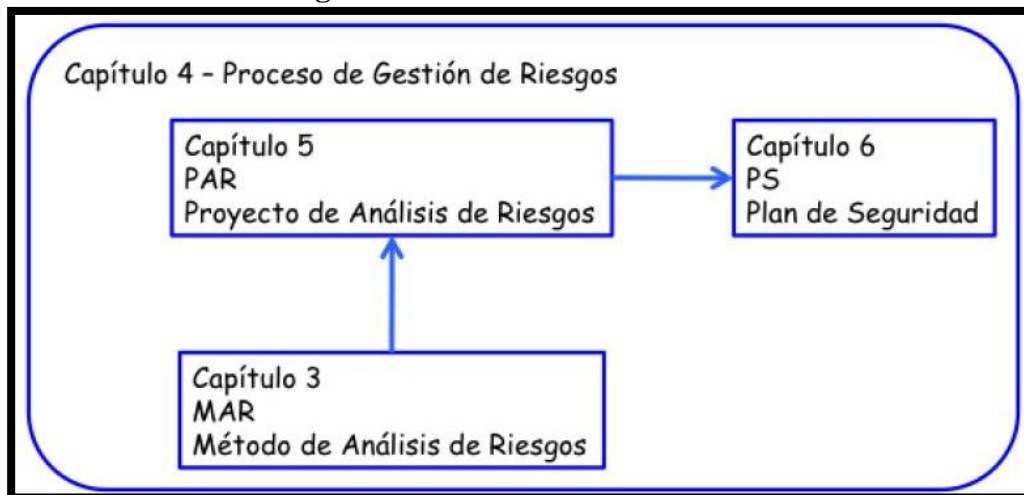 Capítulo 4 – Proceso de Gestión de Riesgos
Capítulo 5
PAR
Proyecto de Análisis de Riesgos
Capítulo 6
PS
Plan de Seguridad
Capítulo 3
MAR
Método de Análisis de Riesgos